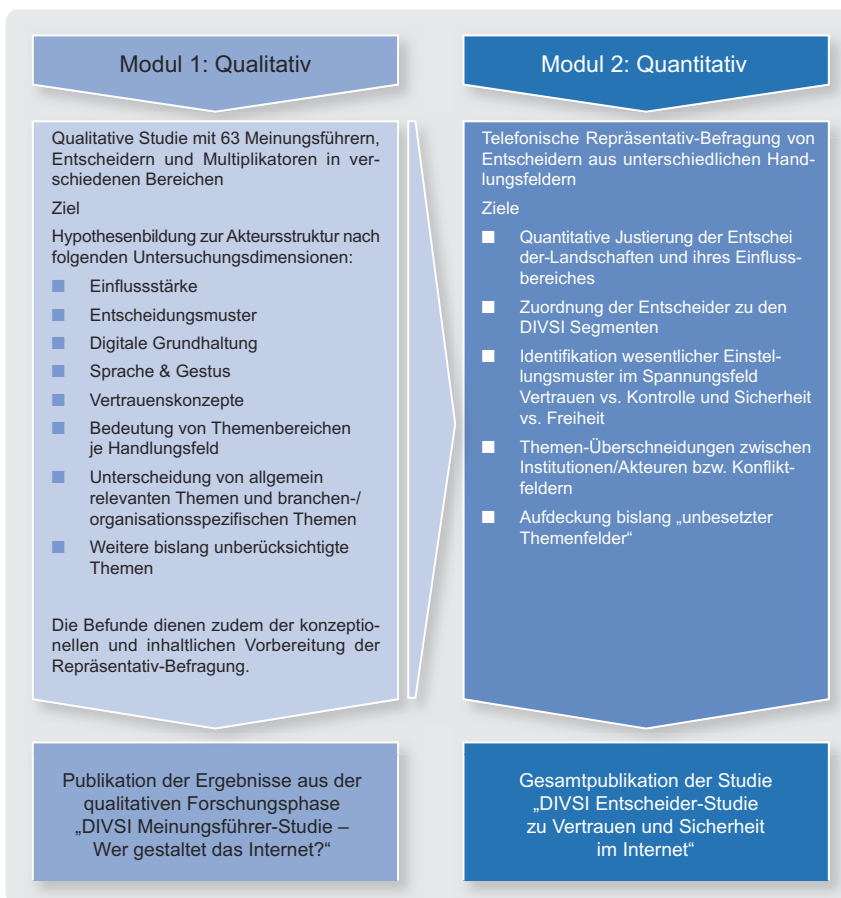 Modul 1: Qualitativ
Qualitative Studie mit 63 Meinungsführern,
Entscheidern und Multiplikatoren in ver-
schiedenen Bereichen
Ziel
Hypothesenbildung zur Akteursstruktur nach
folgenden Untersuchungsdimensionen:
■ Einflussstärke
■ Entscheidungsmuster
■ Digitale Grundhaltung
■ Sprache & Gestus
■ Vertrauenskonzepte
■ Bedeutung von Themenbereichen
je Handlungsfeld
■ Unterscheidung von allgemein
relevanten Themen und branchen-/
organisationsspezifischen Themen
■ Weitere bislang unberücksichtigte
Themen
Die Befunde dienen zudem der konzeptio-
nellen und inhaltlichen Vorbereitung der
Repräsentativ-Befragung.
Publikation der Ergebnisse aus der
qualitativen Forschungsphase
„DIVSI Meinungsführer-Studie –
Wer gestaltet das Internet?“
Modul 2: Quantitativ
Telefonische Repräsentativ-Befragung von
Entscheidern aus unterschiedlichen Hand-
lungsfeldern
Ziele
■ Quantitative Justierung der Entschei
der-Landschaften und ihres Einfluss-
bereiches
■ Zuordnung der Entscheider zu den
DIVSI Segmenten
■ Identifikation wesentlicher Einstel-
lungsmuster im Spannungsfeld
Vertrauen vs. Kontrolle und Sicherheit
vs. Freiheit
■ Themen-Überschneidungen zwischen
Institutionen/Akteuren bzw. Konflikt-
feldern
■ Aufdeckung bislang „unbesetzter
Themenfelder“
Gesamtpublikation der Studie
„DIVSI Entscheider-Studie
zu Vertrauen und Sicherheit
im Internet“